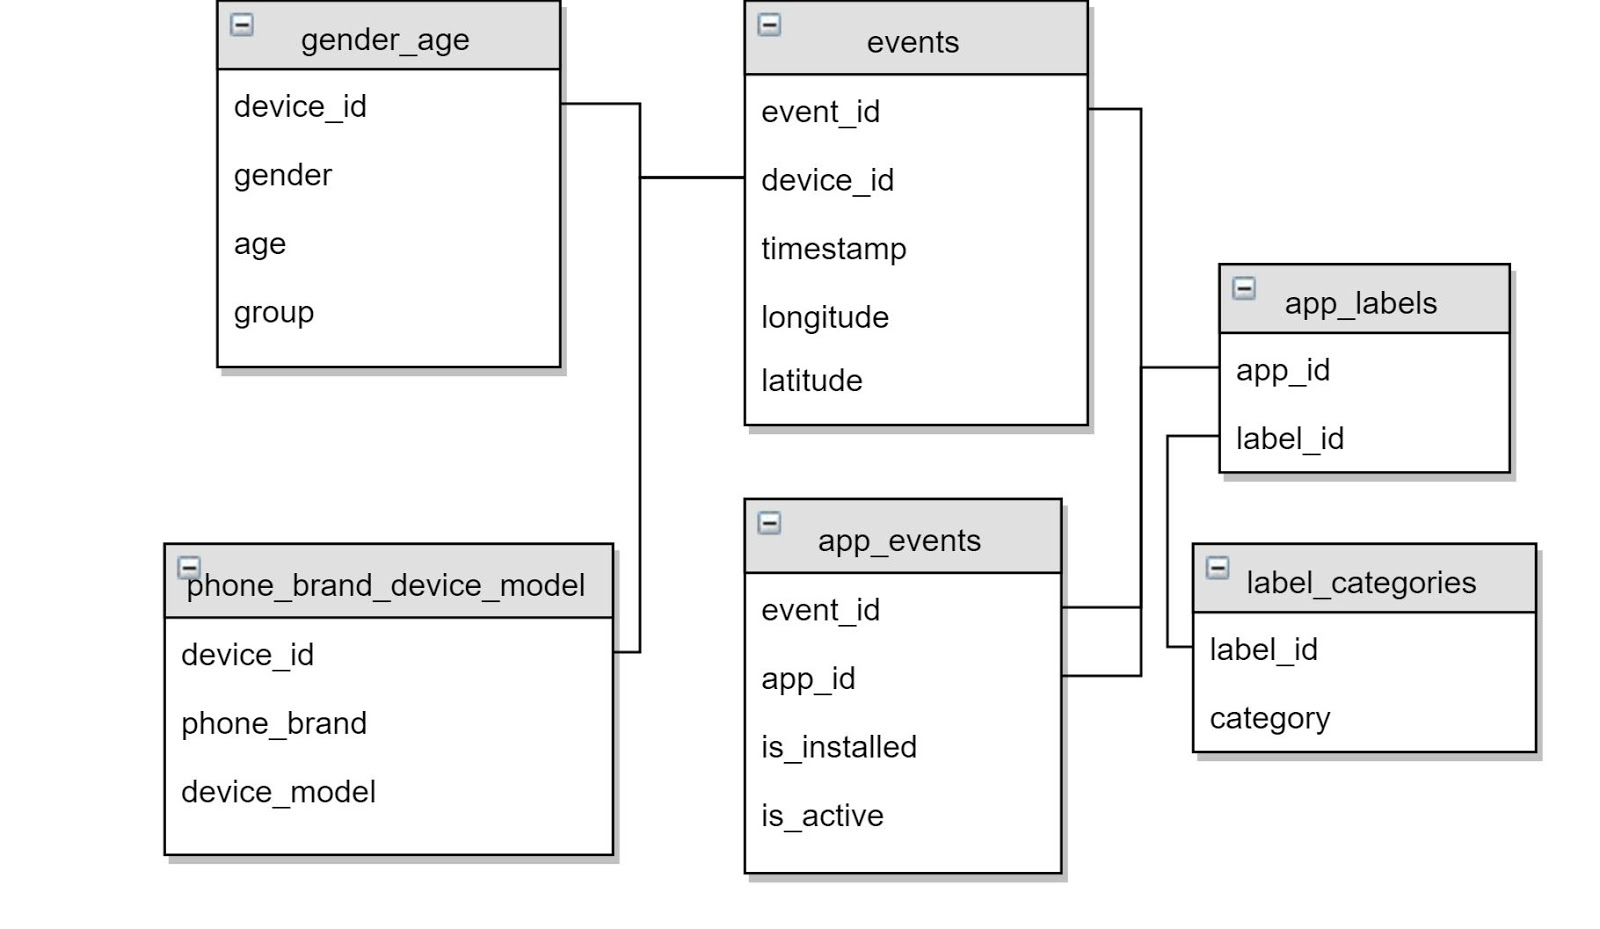 gender_age
device_id
gender
age
group
events
event_id
device_id
timestamp
longitude
latitude
app_labels
app_id
label_id
phone_brand_device_model
device_id
phone_brand
device_model
app_events
event_id
app_id
is_installed
is_active
label_categories
label_id
category